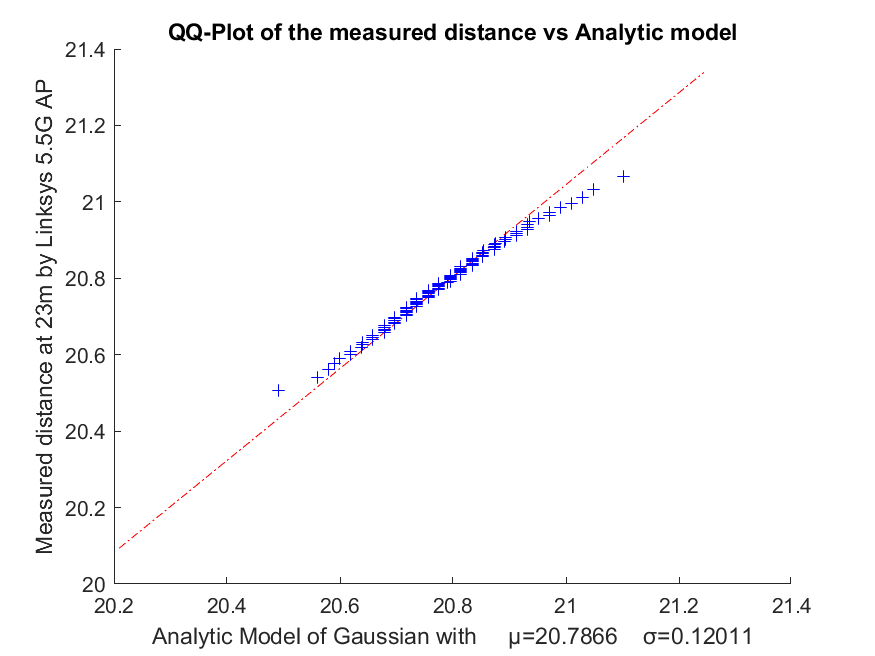 QQ-Plot of the measured distance vs Analytic model
Measured distance at 23m by Linksys 5.5G AP
21.4
21.2
21
20.8
20.6
20.4
20.2
20
20.2 20.4 20.6 20.8 21 21.2 21.4
Analytic Model of Gaussian with μ=20.7866 σ=0.12011